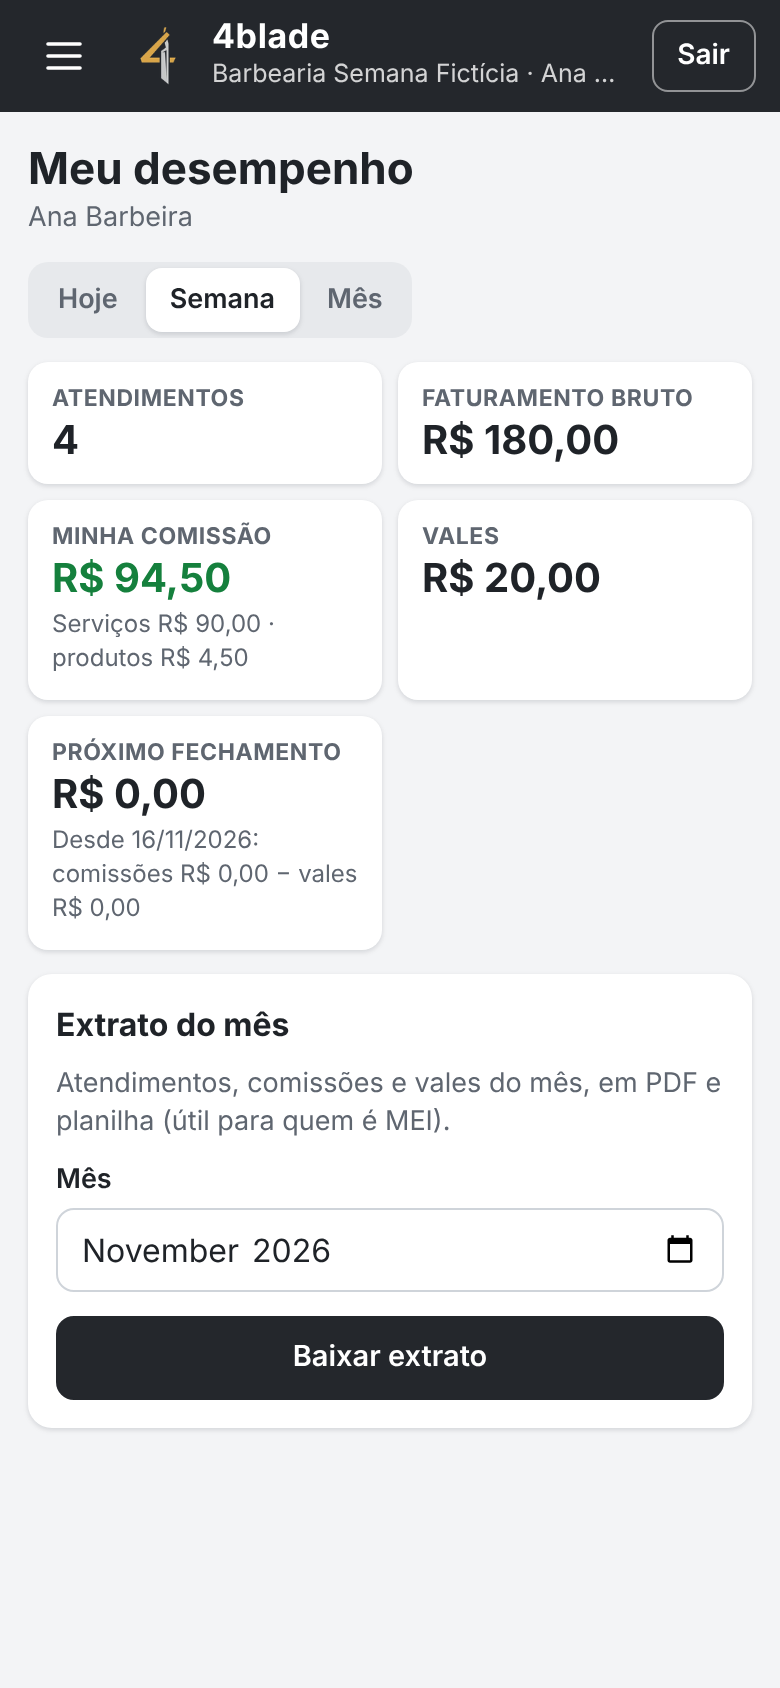 4blade
Barbearia Semana Fictícia · Ana ...
Sair
Meu desempenho
Ana Barbeira
Hoje
Semana
Mês
ATENDIMENTOS
4
FATURAMENTO BRUTO
R$ 180,00
MINHA COMISSÃO
R$ 94,50
Serviços R$ 90,00 ·
produtos R$ 4,50
VALES
R$ 20,00
PRÓXIMO FECHAMENTO
R$ 0,00
Desde 16/11/2026:
comissões R$ 0,00 − vales
R$ 0,00
Extrato do mês
Atendimentos, comissões e vales do mês, em PDF e
planilha (útil para quem é MEI).
Mês
November 2026
Baixar extrato